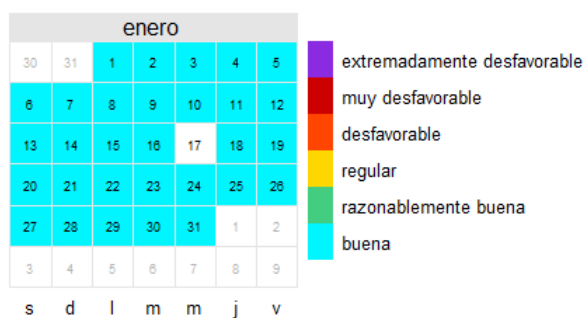 enero
30 31 1 2 3 4 5
6 7 8 9 10 11 12
13 14 15 16 17 18 19
20 21 22 23 24 25 26
27 28 29 30 31 1 2
3 4 5 6 7 8 9
s d l m m j v
extremadamente desfavorable
muy desfavorable
desfavorable
regular
razonablemente buena
buena